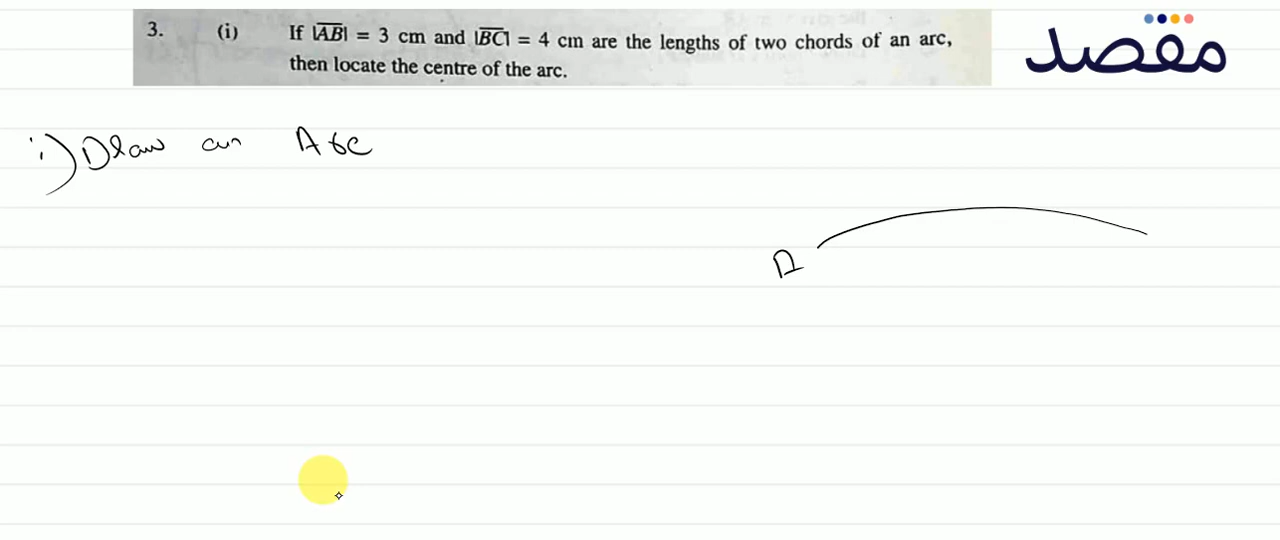 3. (i) If |AB| = 3 cm and |BC| = 4 cm are the lengths of two chords of an arc,
then locate the centre of the arc.
مقصد
i) Draw an Arc
A